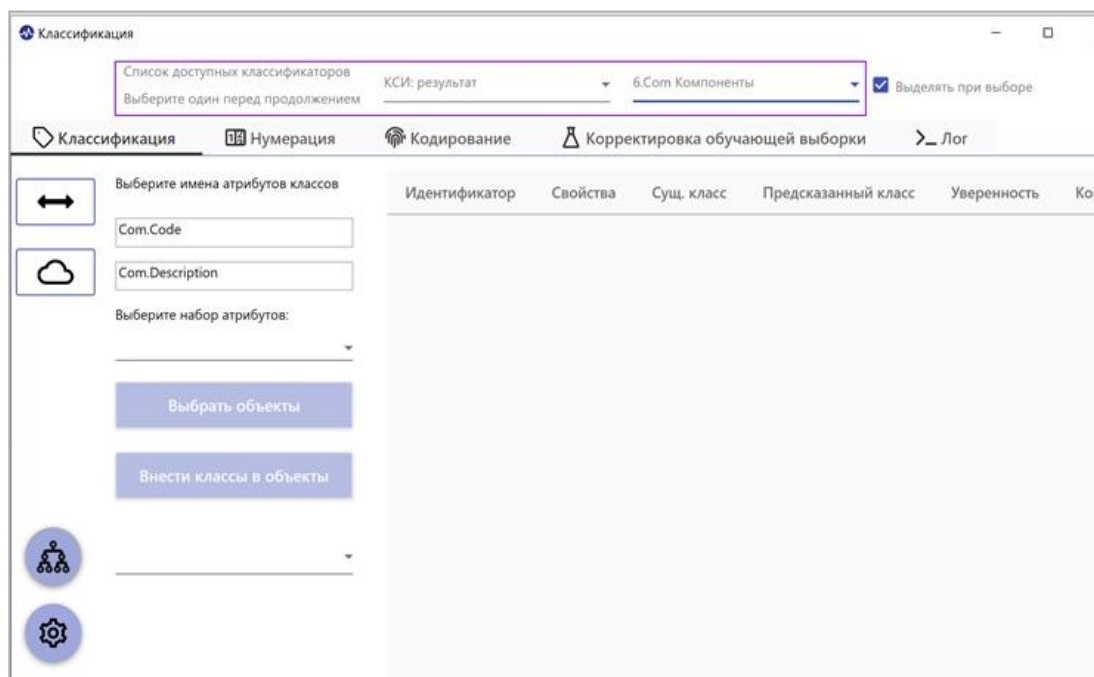 Классификация
Список доступных классификаторов
Выберите один перед продолжением
КСИ: результат
6.Com Компоненты
Выделять при выборе
Классификация
Нумерация
Кодирование
Корректировка обучающей выборки
Лог
Выберите имена атрибутов классов
Com.Code
Com.Description
Выберите набор атрибутов:
Выбрать объекты
Внести классы в объекты
Идентификатор
Свойства
Сущ. класс
Предсказанный класс
Уверенность